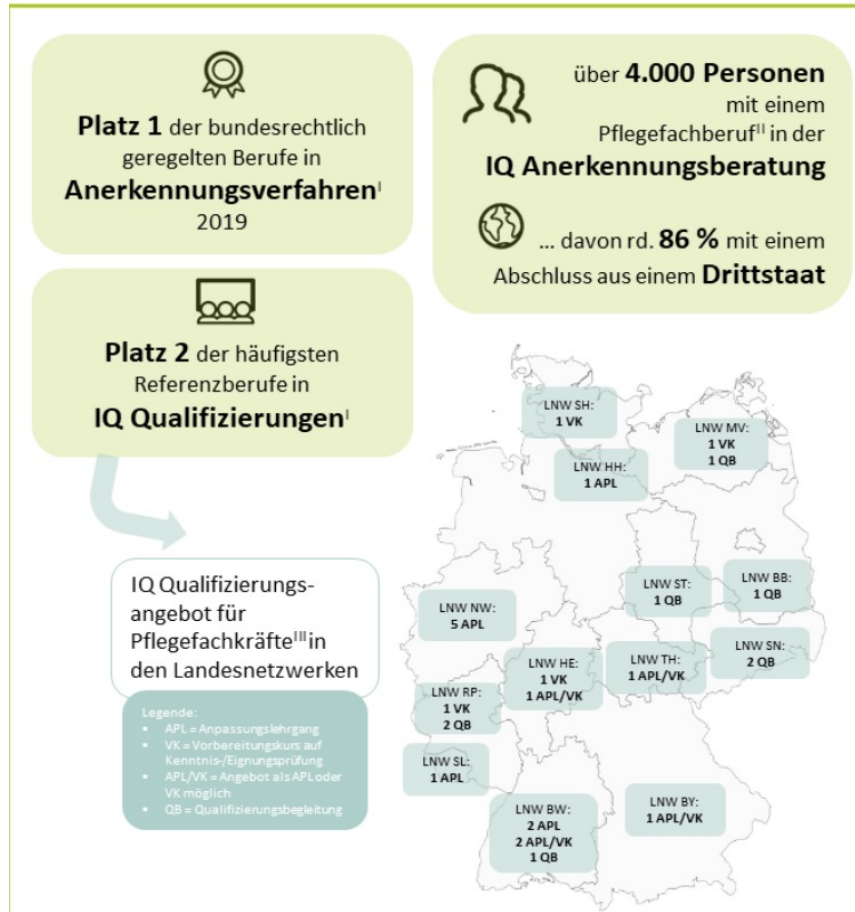 Platz 1 der bundesrechtlich
geregelten Berufe in
Anerkennungsverfahrenᴵ
2019
über 4.000 Personen
mit einem
Pflegefachberufᴵᴵ in der
IQ Anerkennungsberatung
... davon rd. 86 % mit einem
Abschluss aus einem Drittstaat
Platz 2 der häufigsten
Referenzberufe in
IQ Qualifizierungenᴵ
IQ Qualifizierungs-
angebot für
Pflegefachkräfteᴵᴵᴵ in
den Landesnetzwerken
Legende:
▪ APL = Anpassungslehrgang
▪ VK = Vorbereitungskurs auf
Kenntnis-/Eignungsprüfung
▪ APL/VK = Angebot als APL oder
VK möglich
▪ QB = Qualifizierungsbegleitung
LNW SH:
1 VK
LNW MV:
1 VK
1 QB
LNW HH:
1 APL
LNW ST:
1 QB
LNW BB:
1 QB
LNW NW:
5 APL
LNW HE:
1 VK
1 APL/VK
LNW TH:
1 APL/VK
LNW SN:
2 QB
LNW RP:
1 VK
2 QB
LNW SL:
1 APL
LNW BW:
2 APL
2 APL/VK
1 QB
LNW BY:
1 APL/VK